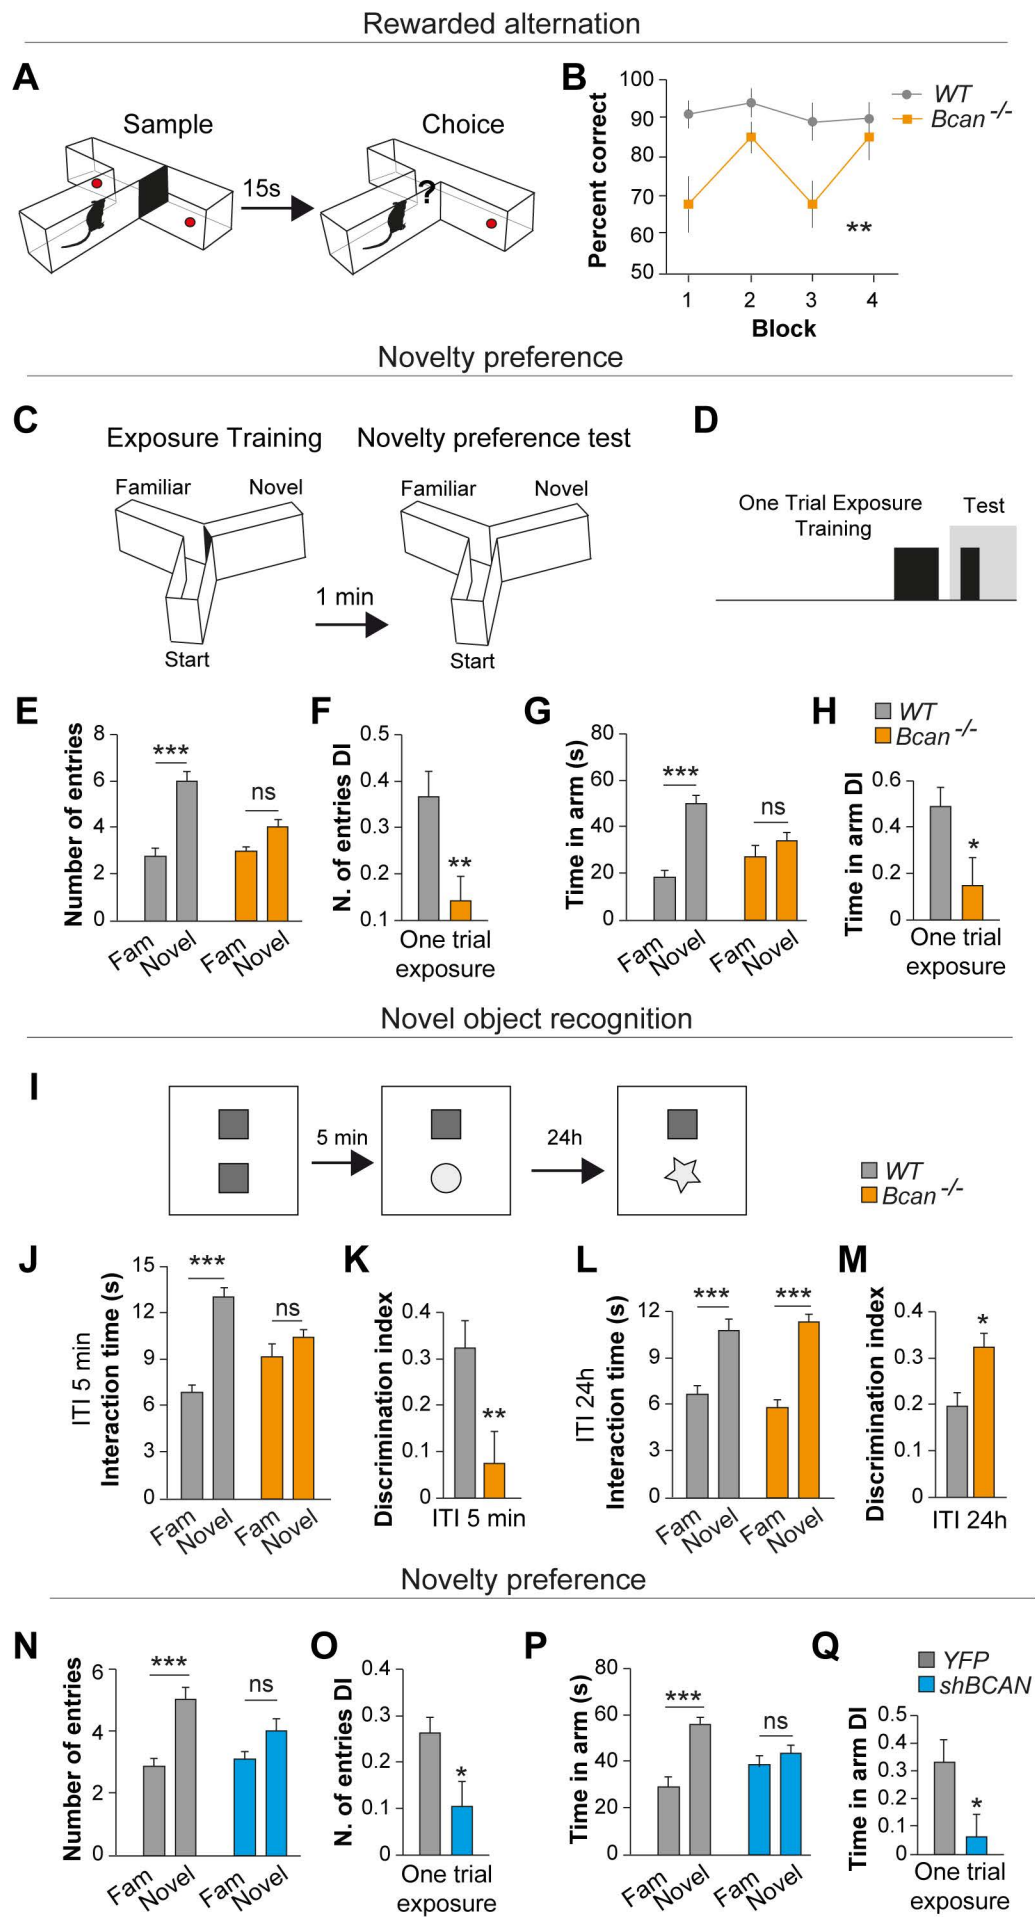 Rewarded alternation
A
Sample
15s
Choice
?
B
Percent correct
100
90
80
70
60
50
1 2 3 4
Block
**
WT
Bcan -/-
Novelty preference
C
Exposure Training
Novelty preference test
Familiar
Novel
Start
1 min
Familiar
Novel
Start
D
One Trial Exposure
Training
Test
E
Number of entries
8
6
4
2
0
***
ns
Fam
Novel
Fam
Novel
F
N. of entries DI
0.5
0.4
0.3
0.2
0.1
**
One trial
exposure
G
Time in arm (s)
80
60
40
20
0
***
ns
Fam
Novel
Fam
Novel
H
WT
Bcan -/-
Time in arm DI
0.6
0.4
0.2
0
*
One trial
exposure
Novel object recognition
I
5 min
24h
WT
Bcan -/-
J
ITI 5 min
Interaction time (s)
15
12
9
6
3
0
***
ns
Fam
Novel
Fam
Novel
K
Discrimination index
0.4
0.3
0.2
0.1
0
**
ITI 5 min
L
ITI 24h
Interaction time (s)
12
9
6
3
0
***
***
Fam
Novel
Fam
Novel
M
Discrimination index
0.4
0.3
0.2
0.1
0
*
ITI 24h
Novelty preference
N
Number of entries
6
4
2
0
***
ns
Fam
Novel
Fam
Novel
O
N. of entries DI
0.4
0.3
0.2
0.1
0
*
One trial
exposure
P
Time in arm (s)
80
60
40
20
0
***
ns
Fam
Novel
Fam
Novel
Q
YFP
shBCAN
Time in arm DI
0.5
0.4
0.3
0.2
0.1
0
*
One trial
exposure